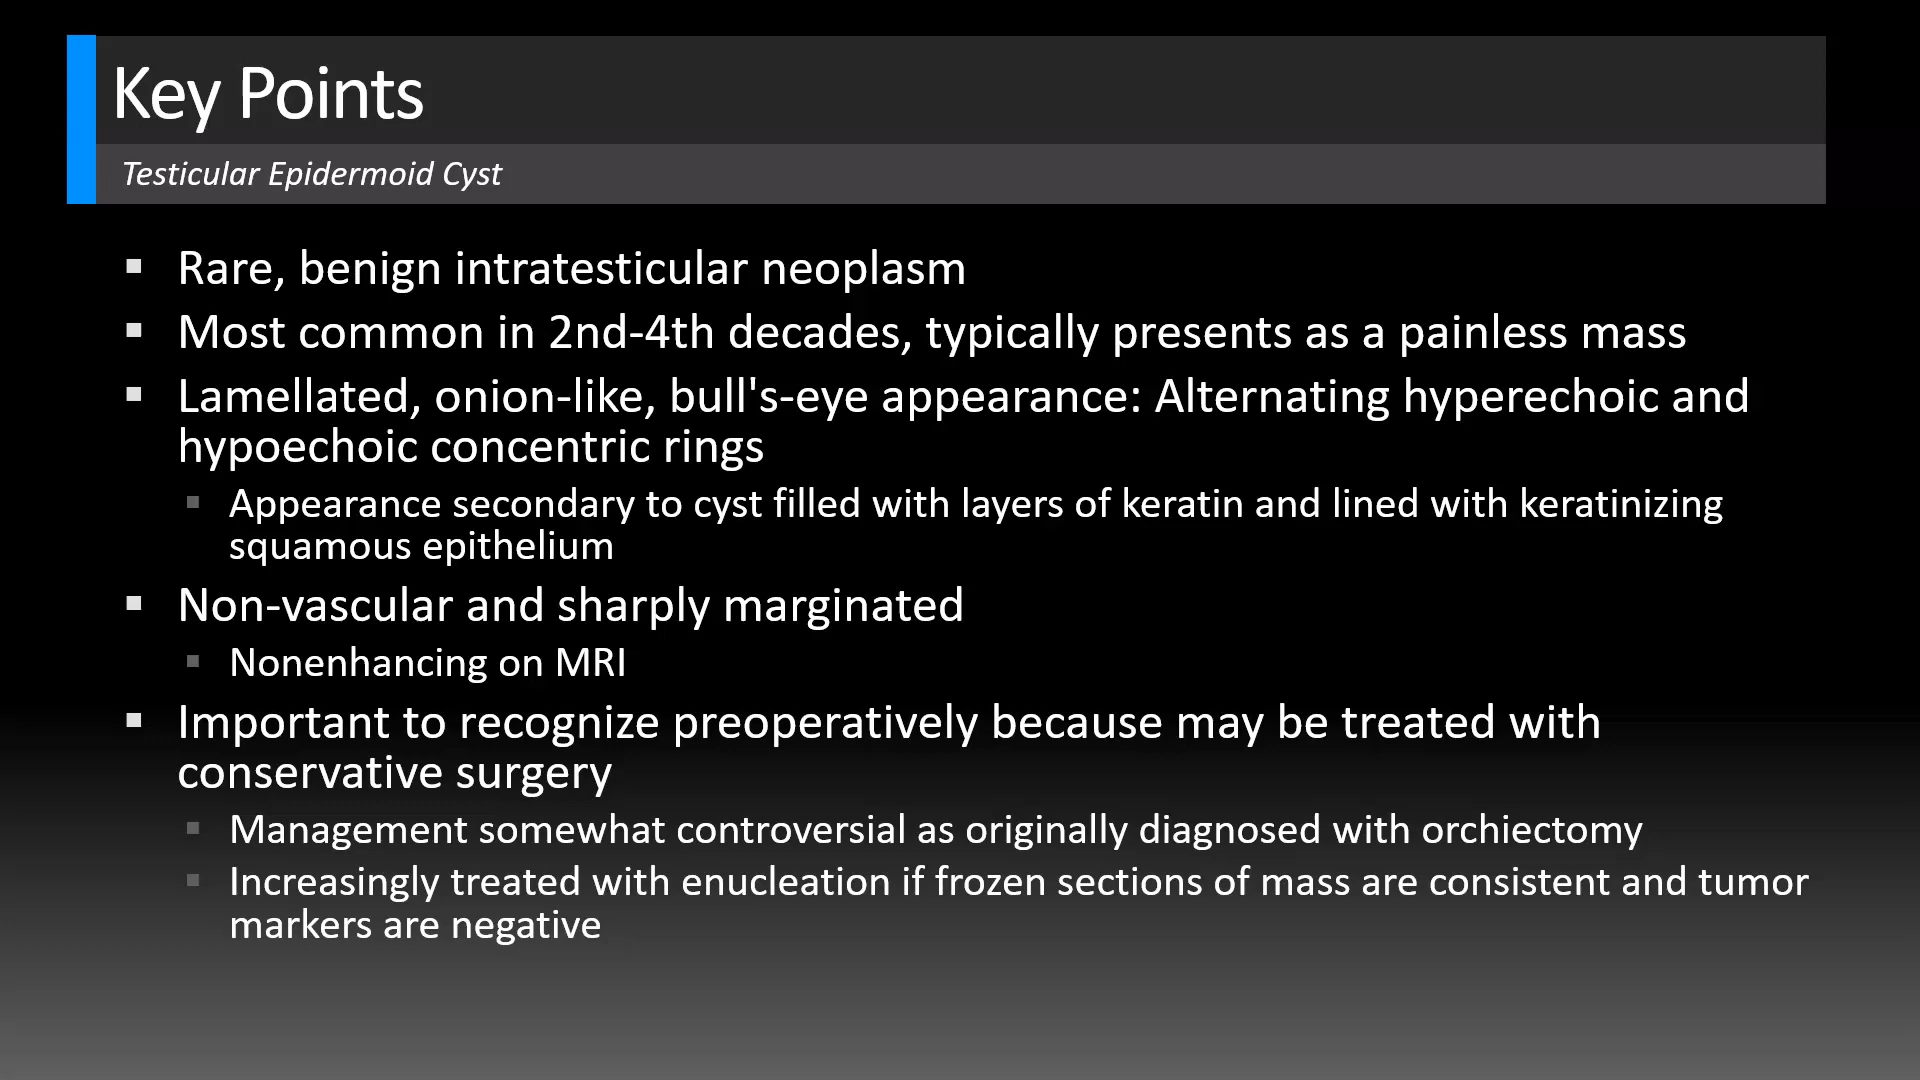 Key Points
Testicular Epidermoid Cyst
Rare, benign intratesticular neoplasm
Most common in 2nd-4th decades, typically presents as a painless mass
Lamellated, onion-like, bull's-eye appearance: Alternating hyperechoic and
hypoechoic concentric rings
Appearance secondary to cyst filled with layers of keratin and lined with keratinizing
squamous epithelium
Non-vascular and sharply marginated
Nonenhancing on MRI
Important to recognize preoperatively because may be treated with
conservative surgery
Management somewhat controversial as originally diagnosed with orchiectomy
Increasingly treated with enucleation if frozen sections of mass are consistent and tumor
markers are negative